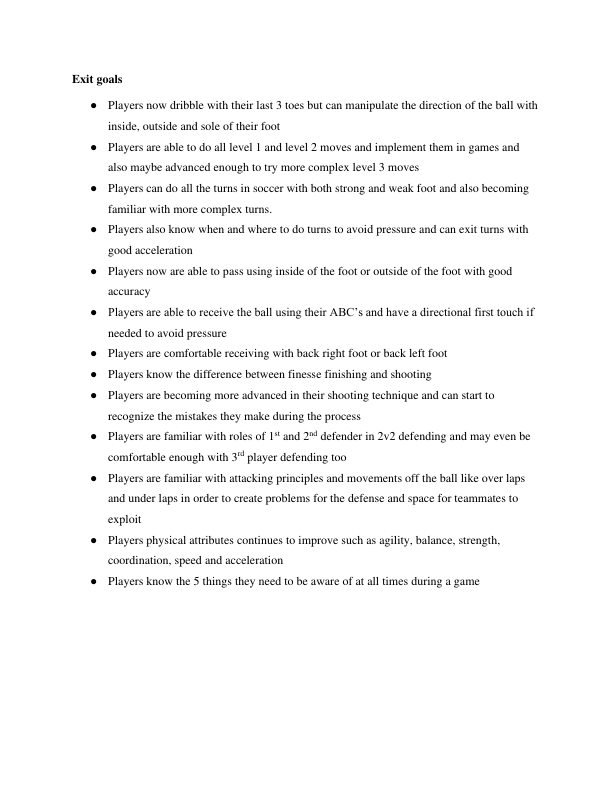 Exit goals
● Players now dribble with their last 3 toes but can manipulate the direction of the ball with
inside, outside and sole of their foot
● Players are able to do all level 1 and level 2 moves and implement them in games and
also maybe advanced enough to try more complex level 3 moves
● Players can do all the turns in soccer with both strong and weak foot and also becoming
familiar with more complex turns.
● Players also know when and where to do turns to avoid pressure and can exit turns with
good acceleration
● Players now are able to pass using inside of the foot or outside of the foot with good
accuracy
● Players are able to receive the ball using their ABC’s and have a directional first touch if
needed to avoid pressure
● Players are comfortable receiving with back right foot or back left foot
● Players know the difference between finesse finishing and shooting
● Players are becoming more advanced in their shooting technique and can start to
recognize the mistakes they make during the process
● Players are familiar with roles of 1st and 2nd defender in 2v2 defending and may even be
comfortable enough with 3rd player defending too
● Players are familiar with attacking principles and movements off the ball like over laps
and under laps in order to create problems for the defense and space for teammates to
exploit
● Players physical attributes continues to improve such as agility, balance, strength,
coordination, speed and acceleration
● Players know the 5 things they need to be aware of at all times during a game